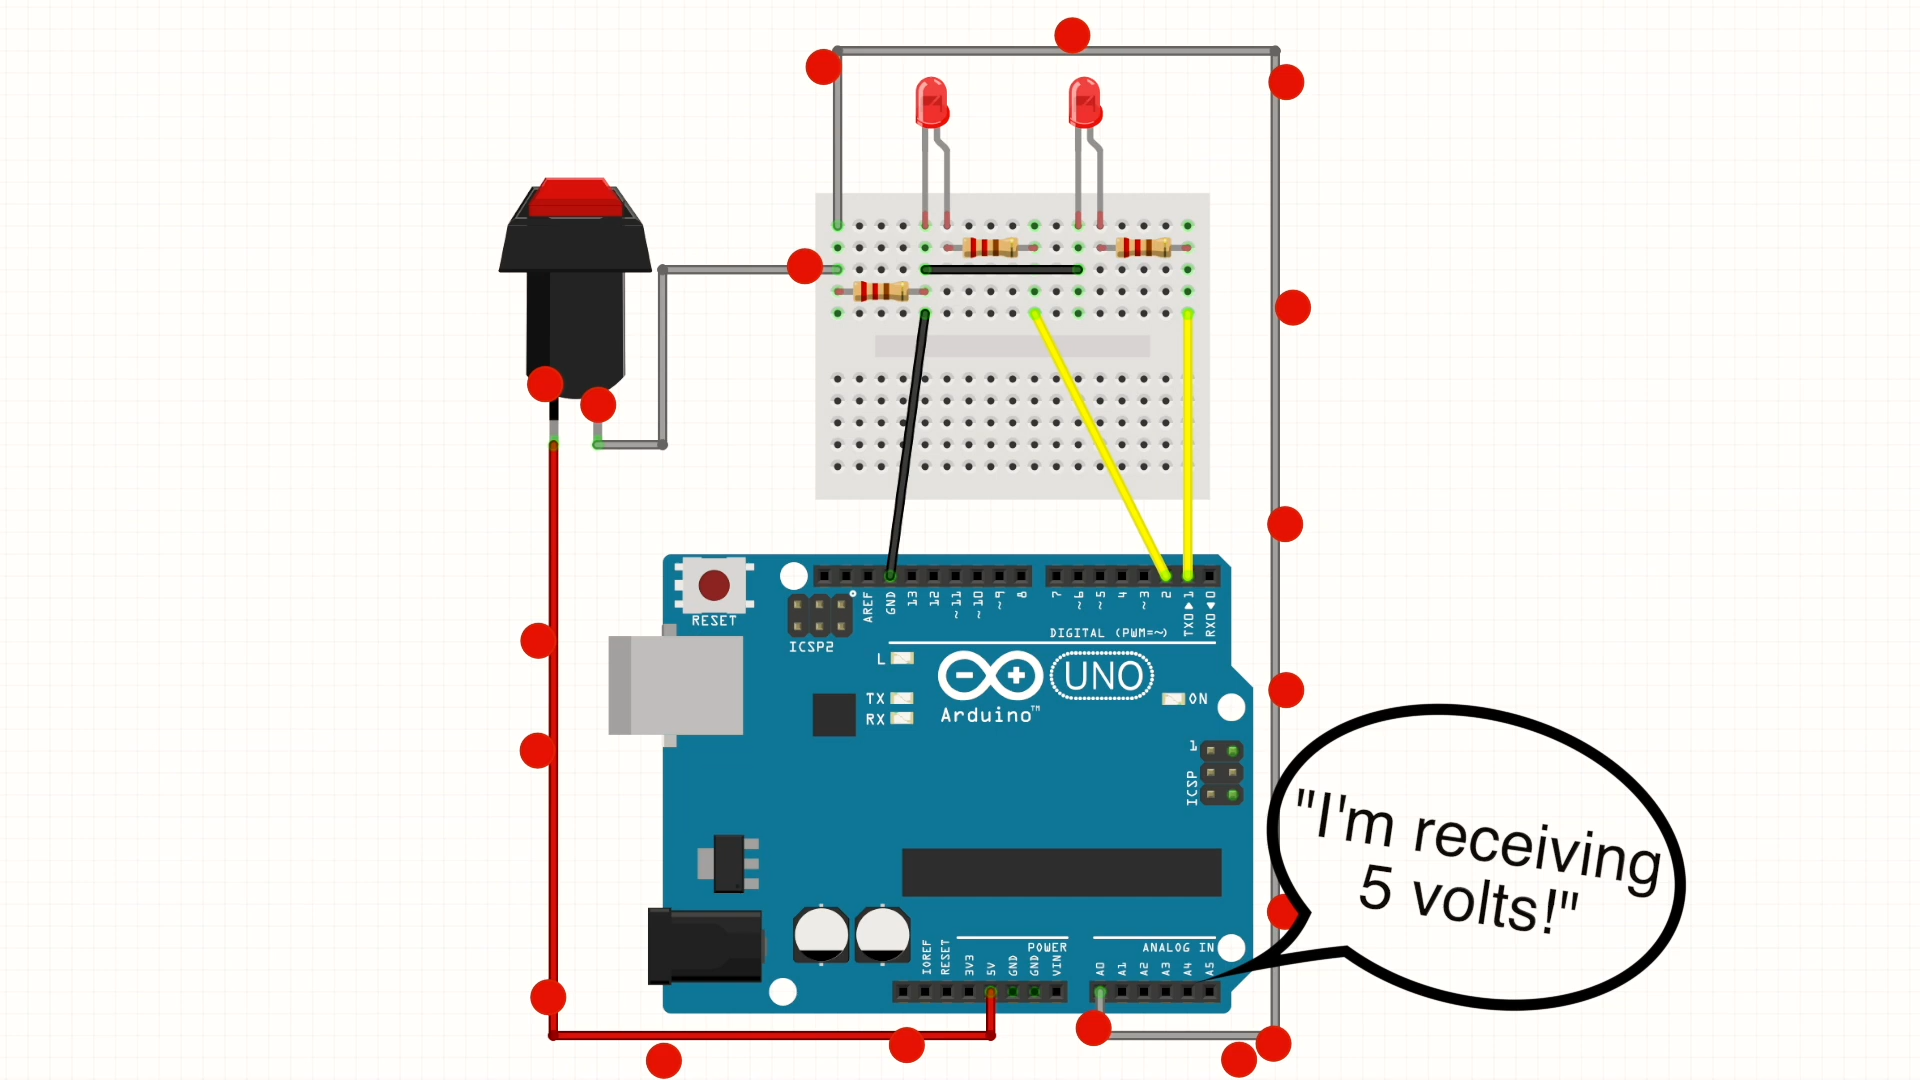 RESET
ICSP2
AREF
GND
13
12
~11
~10
~9
8
7
~6
~5
4
~3
2
TX0▶1
RX0◀0
DIGITAL (PWM=~)
L
TX
RX
UNO
Arduino™
ON
1
ICSP
"I'm receiving
5 volts!"
POWER
ANALOG IN
IOREF
RESET
3V3
5V
GND
GND
VIN
A0
A1
A2
A3
A4
A5